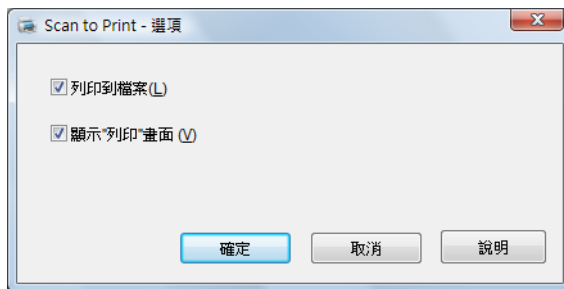 Scan to Print - 選項
列印到檔案(L)
顯示"列印"畫面 (V)
確定 取消 說明